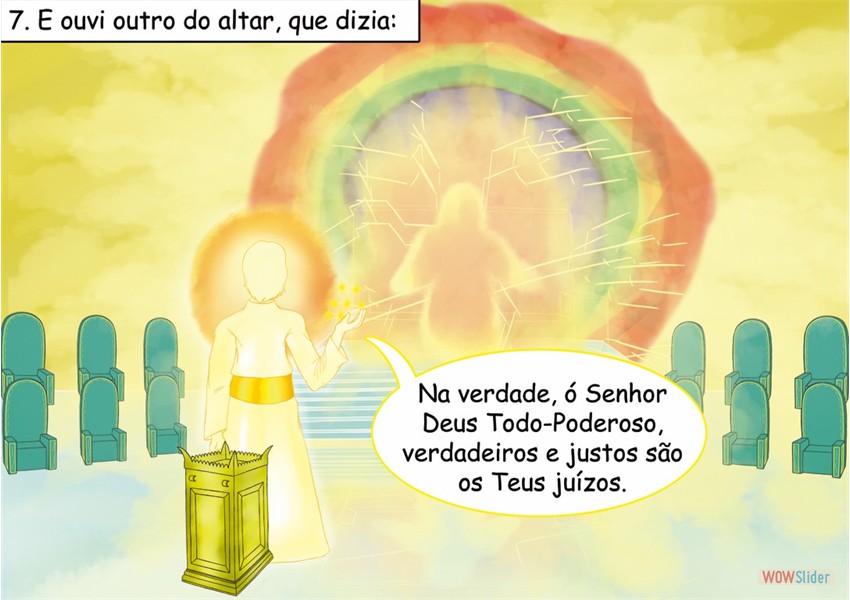 7. E ouvi outro do altar, que dizia:
Na verdade, ó Senhor
Deus Todo-Poderoso,
verdadeiros e justos são
os Teus juízos.
WOWSlider